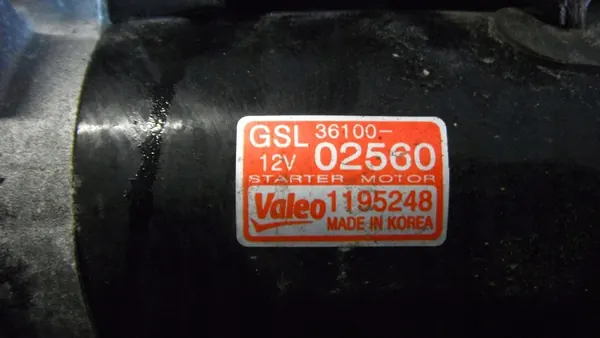 GSL 36100-
12V 02560
STARTER MOTOR
Valeo 1195248
MADE IN KOREA